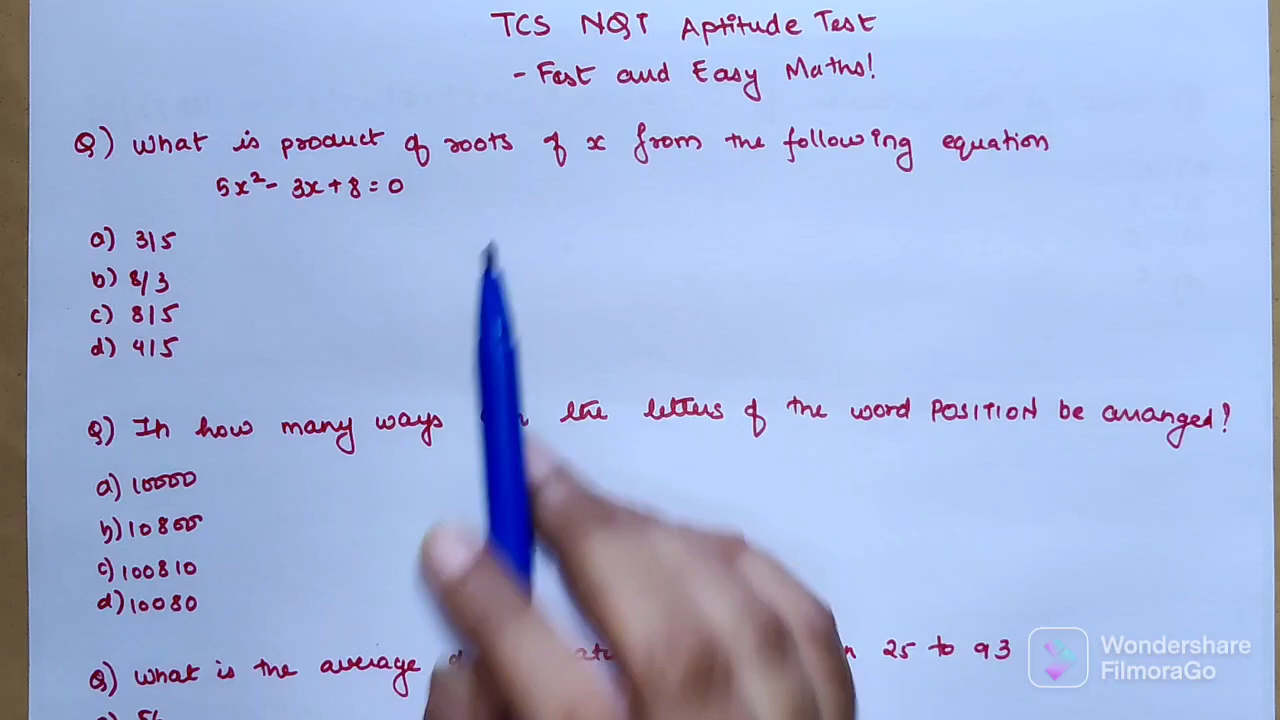 TCS NQT Aptitude Test
- Fast and Easy Maths!
Q) What is product of roots of x from the following equation
5x² - 3x + 8 = 0
a) 3/5
b) 8/3
c) 8/5
d) 4/5
Q) In how many ways the letters of the word POSITION be arranged?
a) 10000
b) 10800
c) 100810
d) 10080
Q) What is the average 25 to 93
Wondershare
FilmoraGo